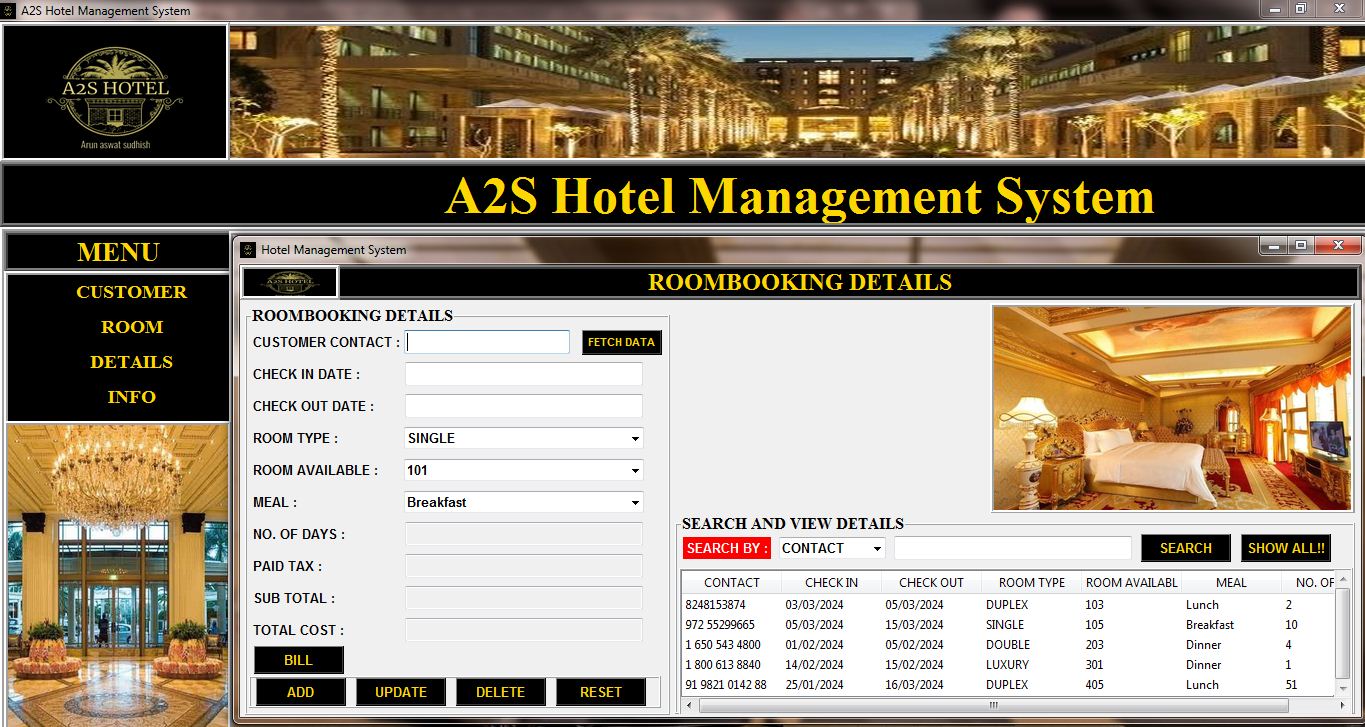 A2S Hotel Management System
A2S HOTEL
Arun aswat sudhish
A2S Hotel Management System
MENU
CUSTOMER
ROOM
DETAILS
INFO
Hotel Management System
A2S HOTEL
ROOMBOOKING DETAILS
ROOMBOOKING DETAILS
CUSTOMER CONTACT :
FETCH DATA
CHECK IN DATE :
CHECK OUT DATE :
ROOM TYPE : SINGLE
ROOM AVAILABLE : 101
MEAL : Breakfast
NO. OF DAYS :
PAID TAX :
SUB TOTAL :
TOTAL COST :
BILL
ADD UPDATE DELETE RESET
SEARCH AND VIEW DETAILS
SEARCH BY : CONTACT SEARCH SHOW ALL!!
CONTACT CHECK IN CHECK OUT ROOM TYPE ROOM AVAILABL MEAL NO. OF
8248153874 03/03/2024 05/03/2024 DUPLEX 103 Lunch 2
972 55299665 05/03/2024 15/03/2024 SINGLE 105 Breakfast 10
1 650 543 4800 01/02/2024 05/02/2024 DOUBLE 203 Dinner 4
1 800 613 8840 14/02/2024 15/02/2024 LUXURY 301 Dinner 1
91 9821 0142 88 25/01/2024 16/03/2024 DUPLEX 405 Lunch 51